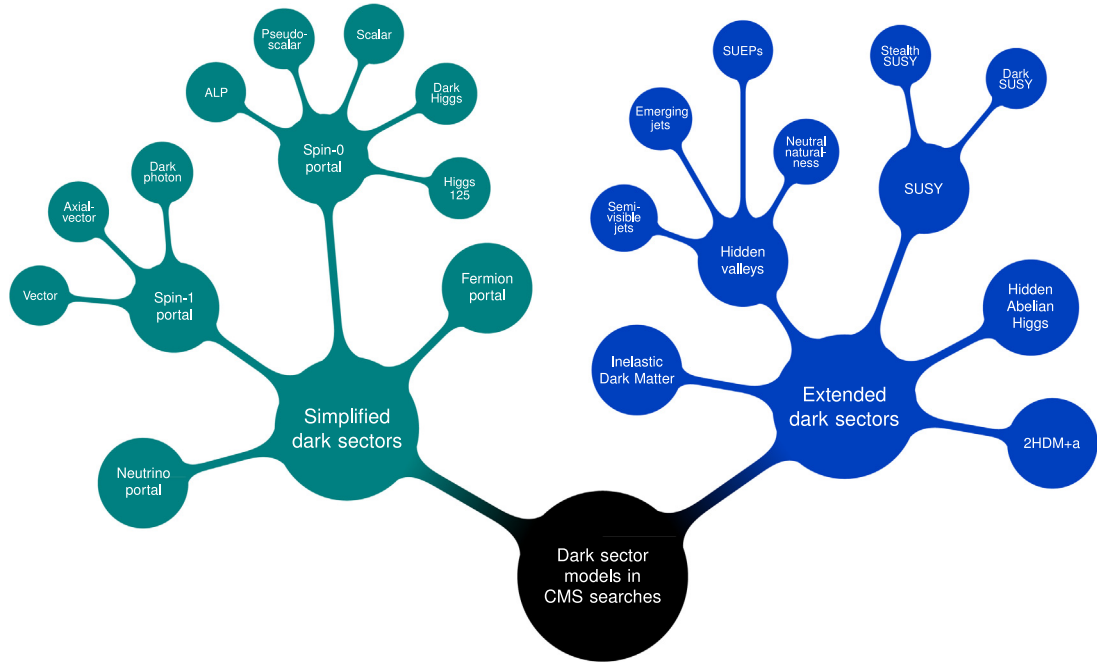 Pseudo-
scalar
Scalar
ALP
Dark
Higgs
Spin-0
portal
Higgs
125
Dark
photon
Axial-
vector
Vector
Spin-1
portal
Fermion
portal
Simplified
dark sectors
Neutrino
portal
SUEPs
Stealth
SUSY
Dark
SUSY
Emerging
jets
Neutral
natural-
ness
SUSY
Semi-
visible
jets
Hidden
valleys
Hidden
Abelian
Higgs
Inelastic
Dark Matter
Extended
dark sectors
2HDM+a
Dark sector
models in
CMS searches